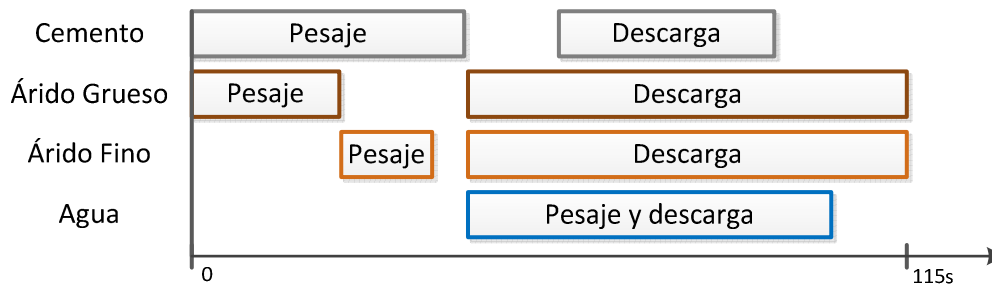 Cemento Pesaje Descarga
Árido Grueso Pesaje Descarga
Árido Fino Pesaje Descarga
Agua Pesaje y descarga
0 115s